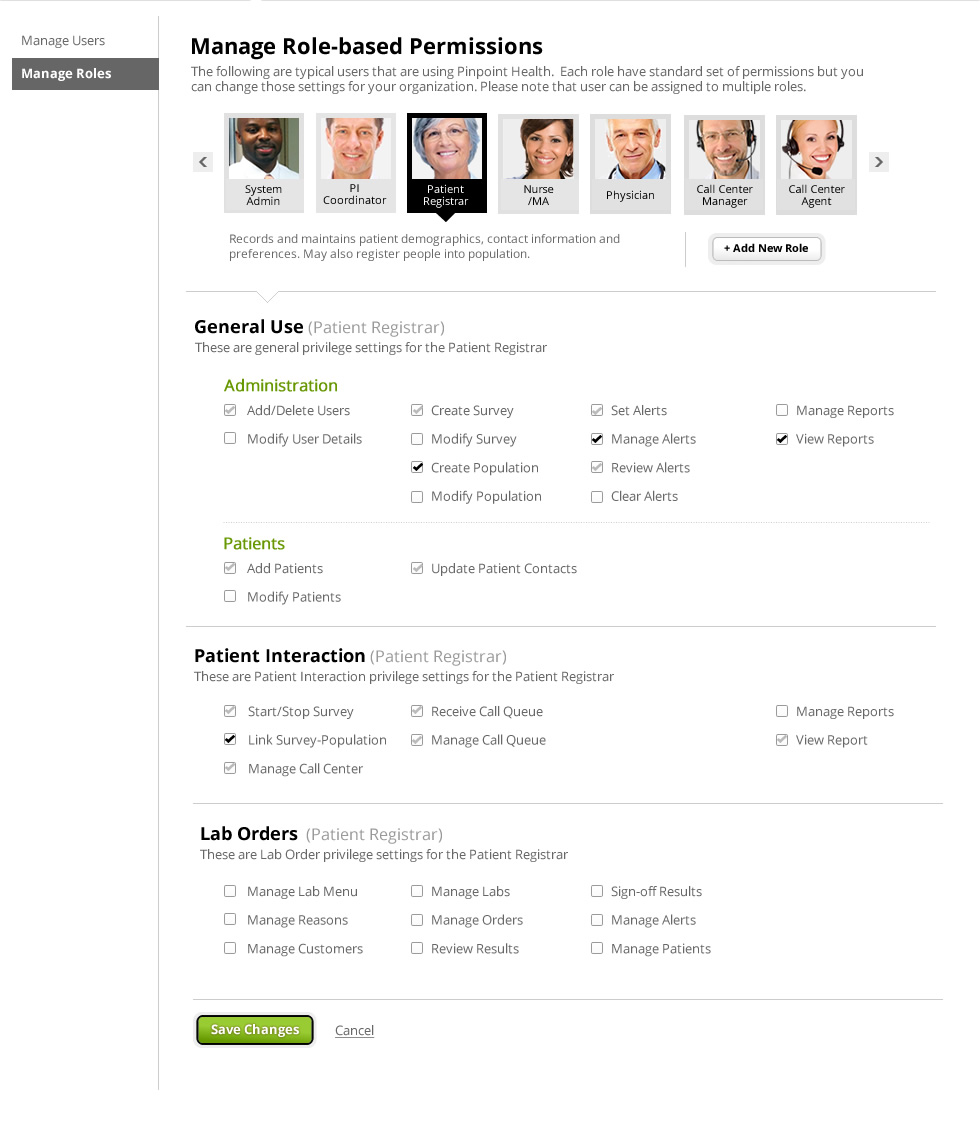 Manage Users
Manage Roles
Manage Role-based Permissions
The following are typical users that are using Pinpoint Health.  Each role have standard set of permissions but you
can change those settings for your organization. Please note that user can be assigned to multiple roles.
System
Admin
PI
Coordinator
Patient
Registrar
Nurse
/MA
Physician
Call Center
Manager
Call Center
Agent
Records and maintains patient demographics, contact information and
preferences. May also register people into population.
+ Add New Role
General Use (Patient Registrar)
These are general privilege settings for the Patient Registrar
Administration
Add/Delete Users Create Survey Set Alerts Manage Reports
Modify User Details Modify Survey Manage Alerts View Reports
Create Population Review Alerts
Modify Population Clear Alerts
Patients
Add Patients Update Patient Contacts
Modify Patients
Patient Interaction (Patient Registrar)
These are Patient Interaction privilege settings for the Patient Registrar
Start/Stop Survey Receive Call Queue Manage Reports
Link Survey-Population Manage Call Queue View Report
Manage Call Center
Lab Orders (Patient Registrar)
These are Lab Order privilege settings for the Patient Registrar
Manage Lab Menu Manage Labs Sign-off Results
Manage Reasons Manage Orders Manage Alerts
Manage Customers Review Results Manage Patients
Save Changes Cancel